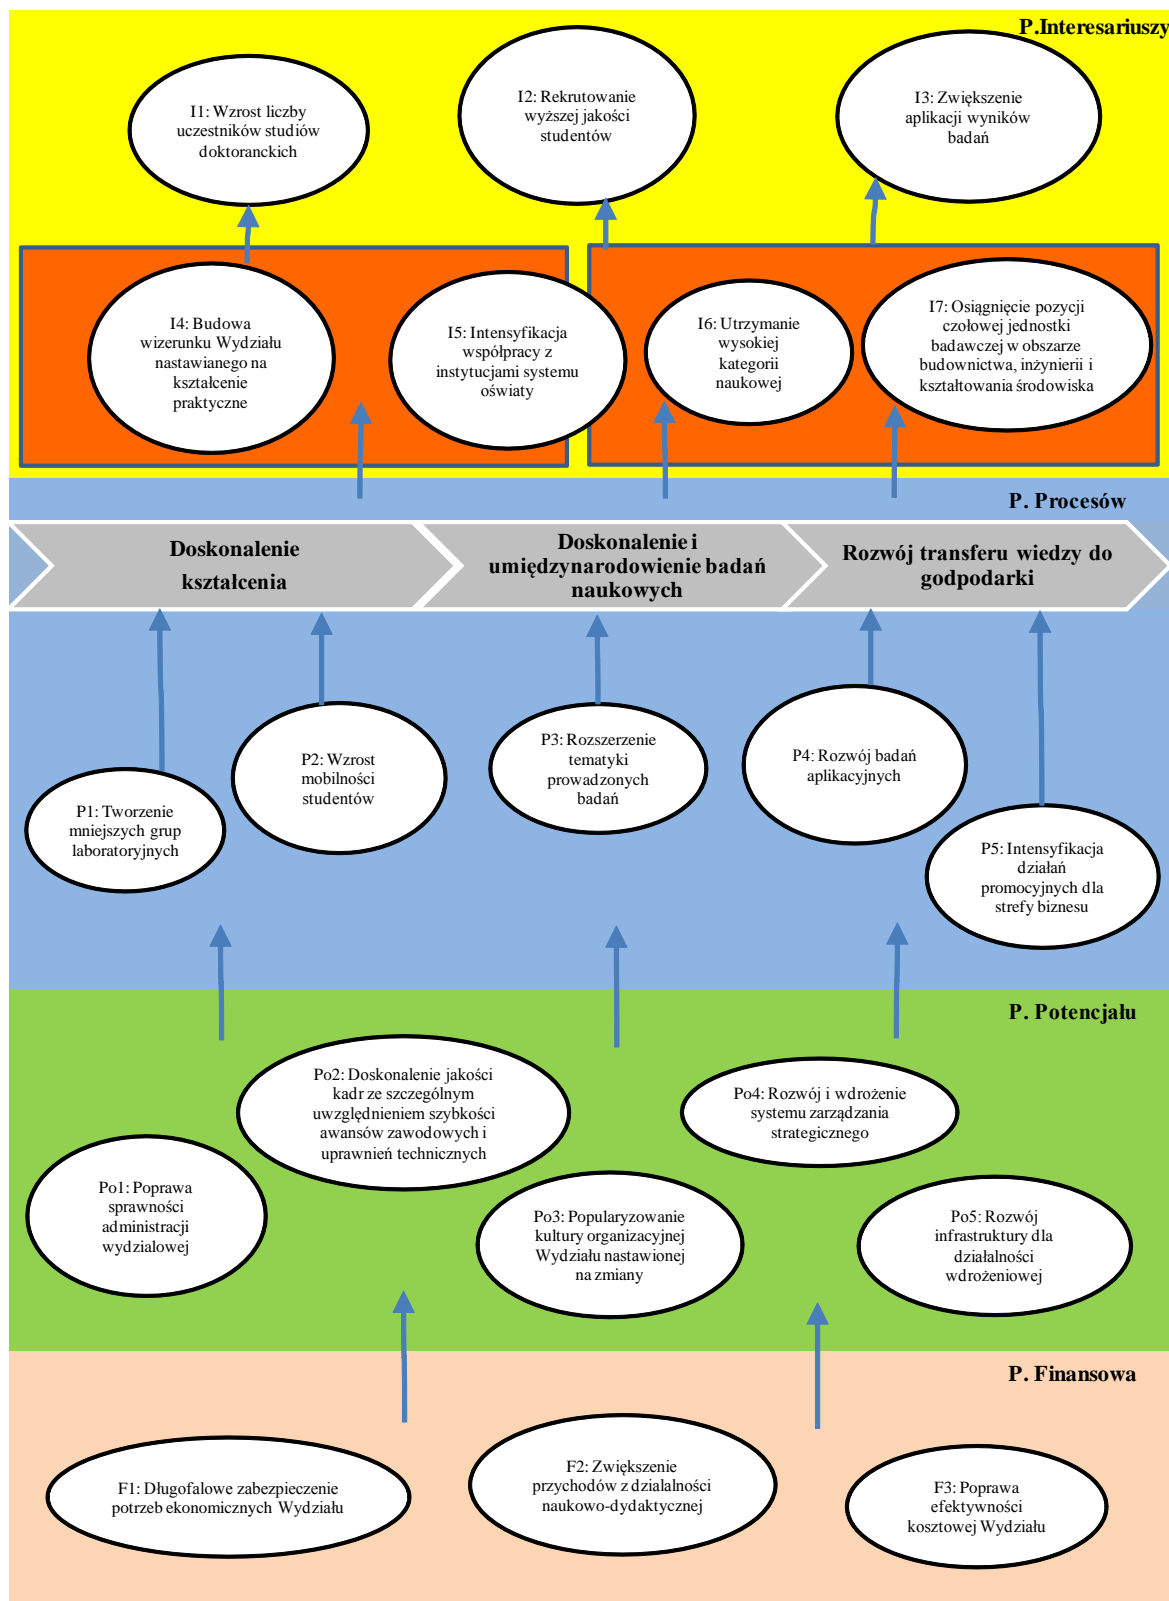 P.Interesariuszy
I1: Wzrost liczby
uczestników studiów
doktoranckich
I2: Rekrutowanie
wyższej jakości
studentów
I3: Zwiększenie
aplikacji wyników
badań
I4: Budowa
wizerunku Wydziału
nastawianego na
kształcenie
praktyczne
I5: Intensyfikacja
współpracy z
instytucjami systemu
oświaty
I6: Utrzymanie
wysokiej
kategorii
naukowej
I7: Osiągnięcie pozycji
czołowej jednostki
badawczej w obszarze
budownictwa, inżynierii i
kształtowania środowiska
P. Procesów
Doskonalenie
kształcenia
Doskonalenie i
umiędzynarodowienie badań
naukowych
Rozwój transferu wiedzy do
godpodarki
P1: Tworzenie
mniejszych grup
laboratoryjnych
P2: Wzrost
mobilności
studentów
P3: Rozszerzenie
tematyki
prowadzonych
badań
P4: Rozwój badań
aplikacyjnych
P5: Intensyfikacja
działań
promocyjnych dla
strefy biznesu
P. Potencjału
Po1: Poprawa
sprawności
administracji
wydzialowej
Po2: Doskonalenie jakości
kadr ze szczególnym
uwzględnieniem szybkości
awansów zawodowych i
uprawnień technicznych
Po3: Popularyzowanie
kultury organizacyjnej
Wydziału nastawionej
na zmiany
Po4: Rozwój i wdrożenie
systemu zarządzania
strategicznego
Po5: Rozwój
infrastruktury dla
działalności
wdrożeniowej
P. Finansowa
F1: Długofalowe zabezpieczenie
potrzeb ekonomicznych Wydziału
F2: Zwiększenie
przychodów z dzialalności
naukowo-dydaktycznej
F3: Poprawa
efektywności
kosztowej Wydziału